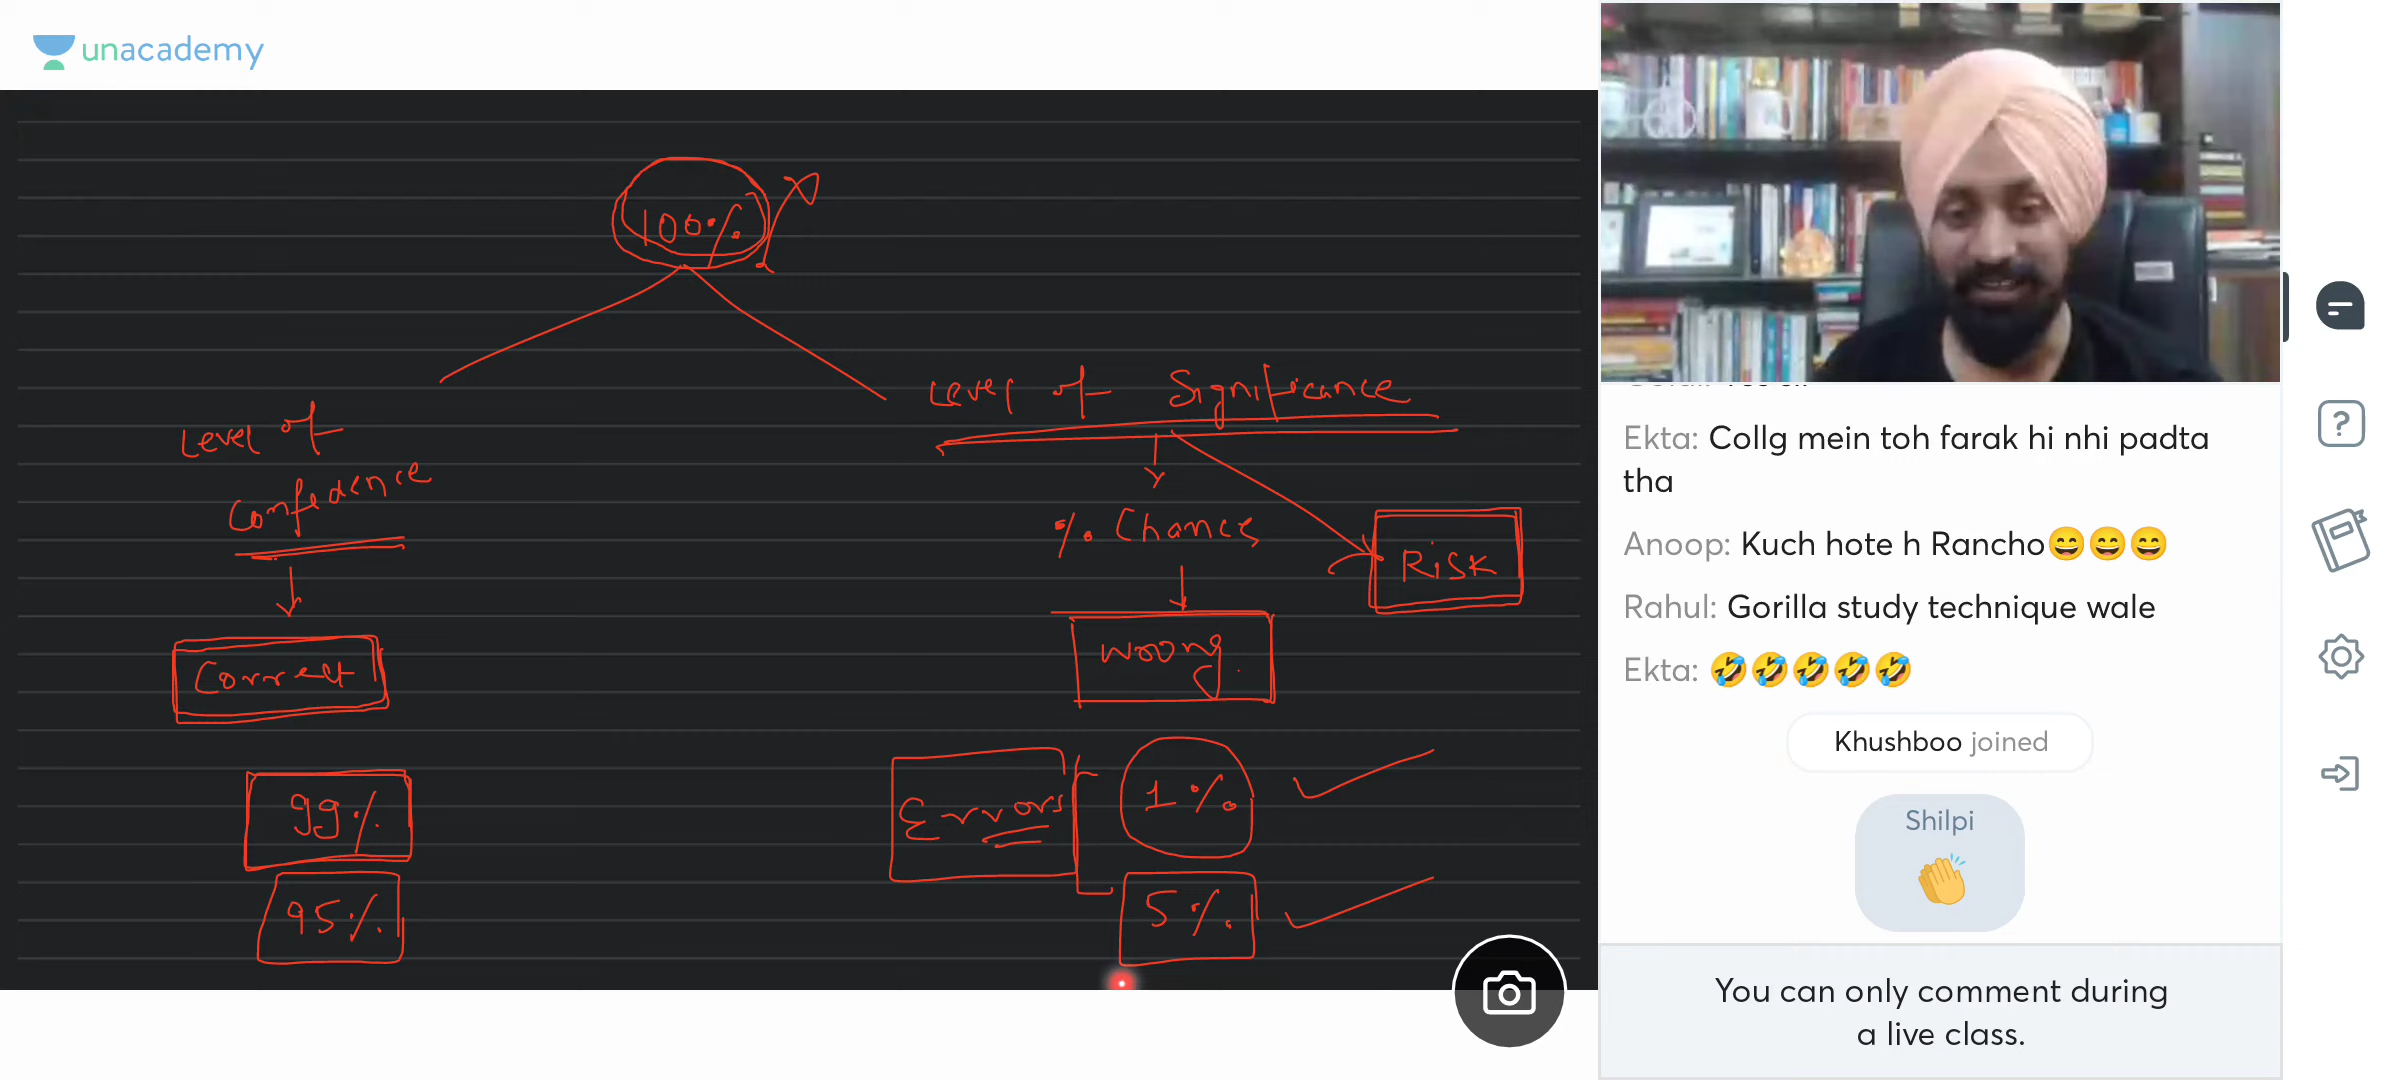 unacademy
100%
Level of Significance
Level of
Confedence
% Chance
Risk
Correct
Woong
99%
Errors
1%
95%
5%
Ekta: Collg mein toh farak hi nhi padta
tha
Anoop: Kuch hote h Rancho😄😄😄
Rahul: Gorilla study technique wale
Ekta: 🤣🤣🤣🤣🤣
Khushboo joined
Shilpi
👏
You can only comment during
a live class.
?